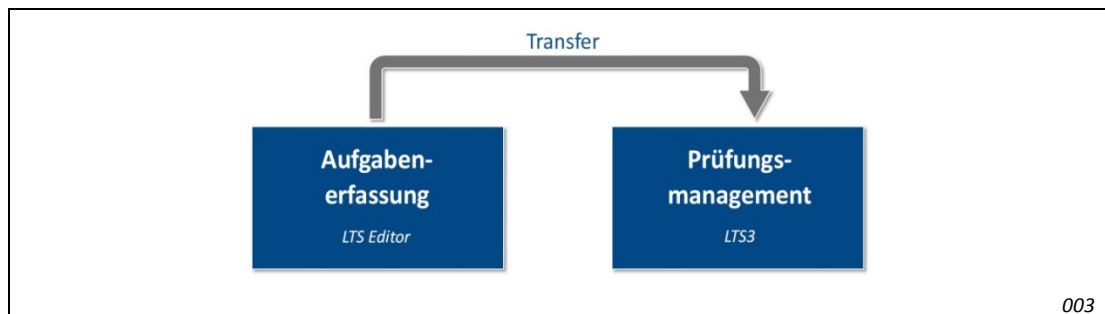 Transfer
Aufgaben-
erfassung
LTS Editor
Prüfungs-
management
LTS3
003